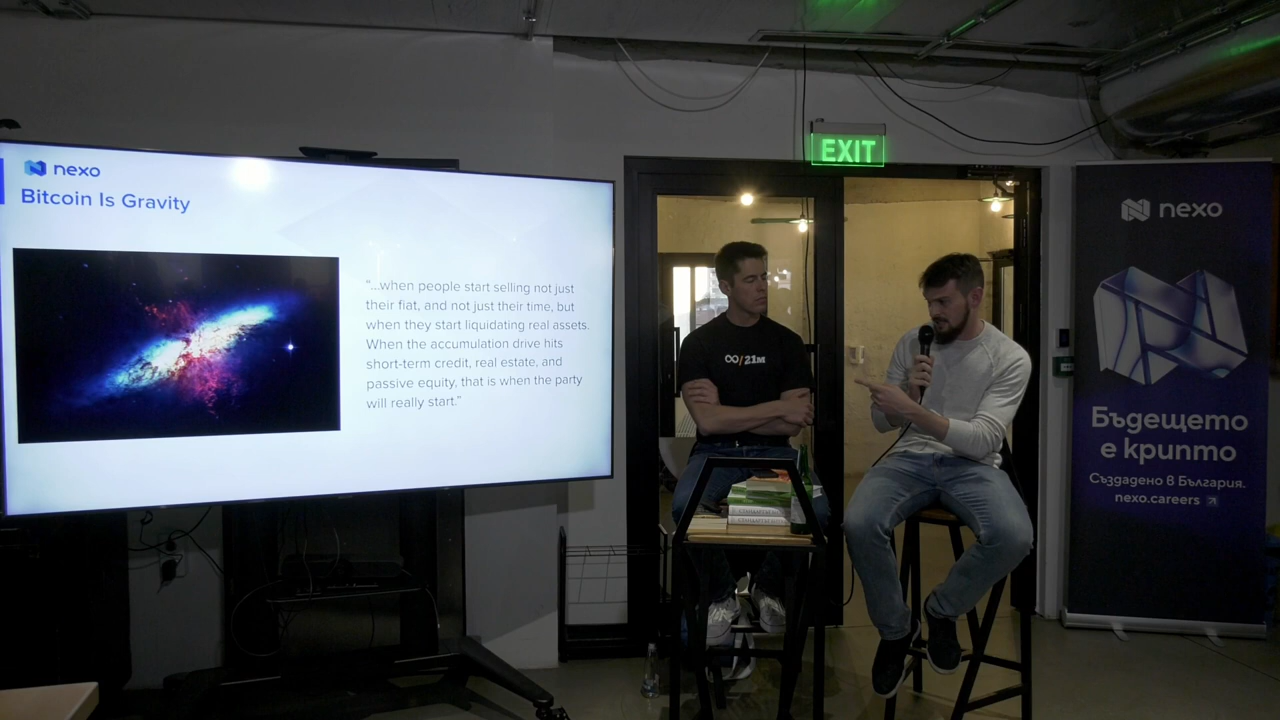 nexo
Bitcoin Is Gravity
"...when people start selling not just
their fiat, and not just their time, but
when they start liquidating real assets.
When the accumulation drive hits
short-term credit, real estate, and
passive equity, that is when the party
will really start."
EXIT
∞/21M
nexo
Бъдещето
е крипто
Създадено в България.
nexo.careers